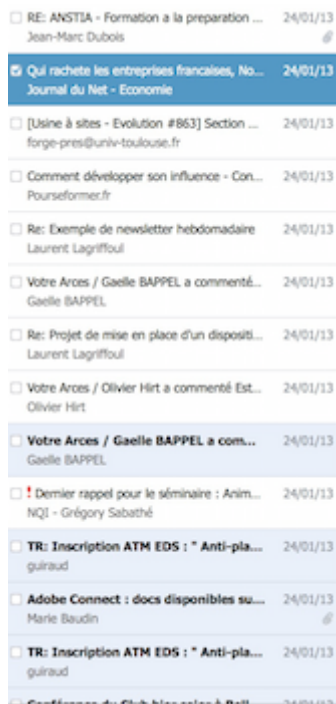 RE: ANSTIA - Formation a la preparation ...
24/01/13
Jean-Marc Dubois
Qui rachete les entreprises francaises, No...
24/01/13
Journal du Net - Economie
[Usine à sites - Evolution #863] Section ...
24/01/13
forge-pres@univ-toulouse.fr
Comment développer son influence - Con...
24/01/13
Pourseformer.fr
Re: Exemple de newsletter hebdomadaire
24/01/13
Laurent Lagriffoul
Votre Arces / Gaelle BAPPEL a commenté...
24/01/13
Gaelle BAPPEL
Re: Projet de mise en place d'un dispositi...
24/01/13
Laurent Lagriffoul
Votre Arces / Olivier Hirt a commenté Est...
24/01/13
Olivier Hirt
Votre Arces / Gaelle BAPPEL a com...
24/01/13
Gaelle BAPPEL
! Dernier rappel pour le séminaire : Anim...
24/01/13
NQI - Grégory Sabathé
TR: Inscription ATM EDS : " Anti-pla...
24/01/13
guiraud
Adobe Connect : docs disponibles su...
24/01/13
Marie Baudin
TR: Inscription ATM EDS : " Anti-pla...
24/01/13
guiraud
Conférence du Club
24/01/13